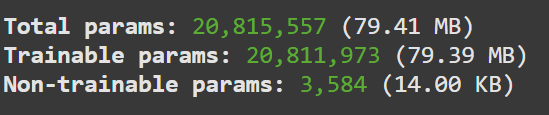 Total params: 20,815,557 (79.41 MB)
Trainable params: 20,811,973 (79.39 MB)
Non-trainable params: 3,584 (14.00 KB)